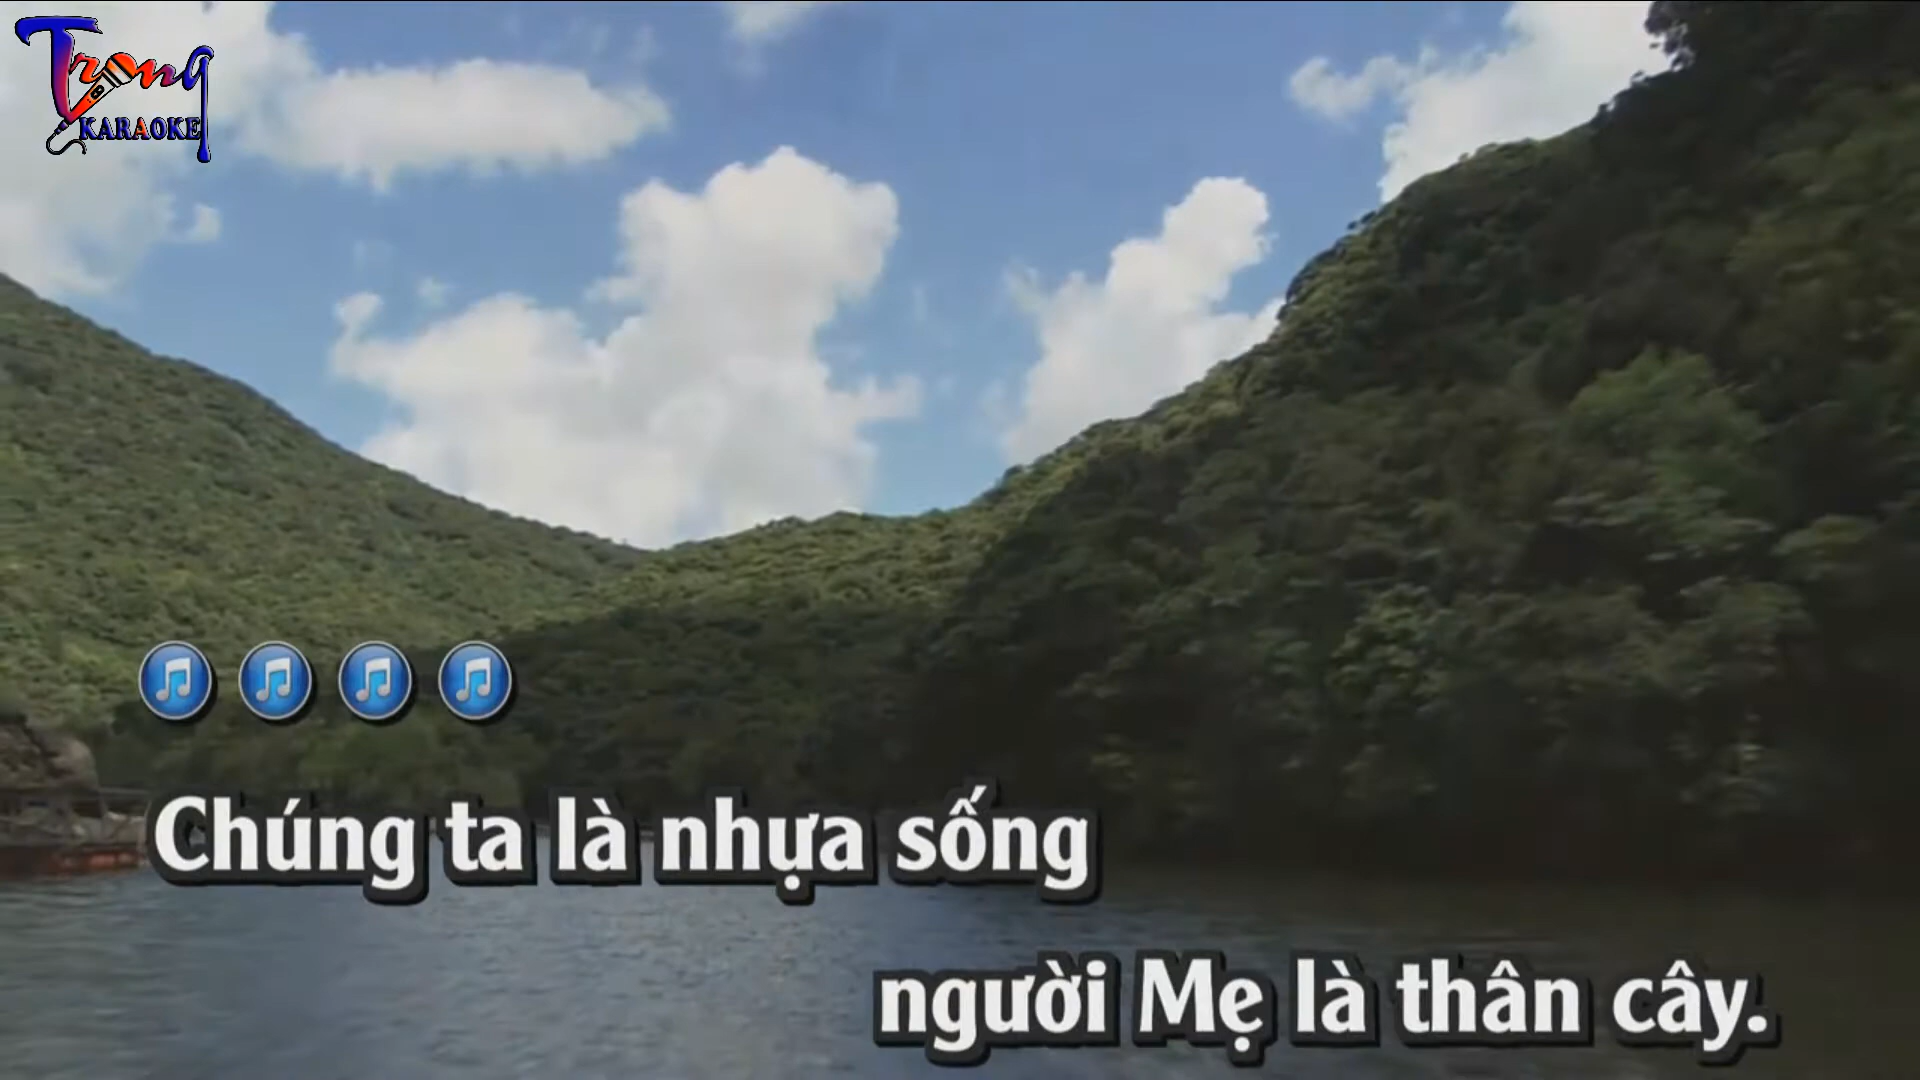 Trọng
KARAOKE
Chúng ta là nhựa sống
người Mẹ là thân cây.